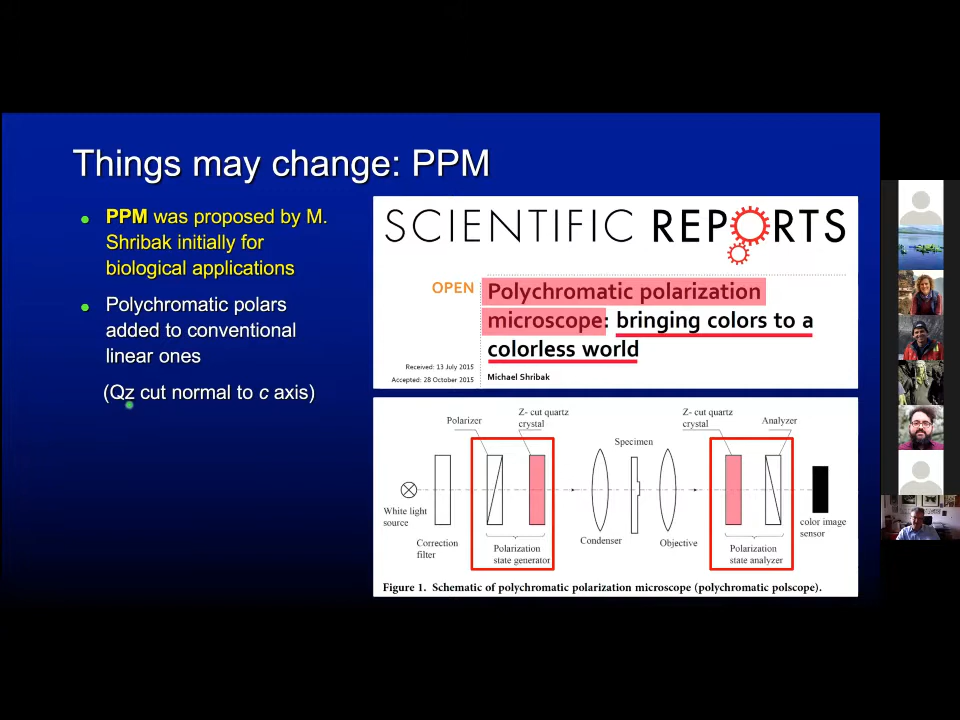 Things may change: PPM
PPM was proposed by M.
Shribak initially for
biological applications
Polychromatic polars
added to conventional
linear ones
(Qz cut normal to c axis)
SCIENTIFIC REPORTS
OPEN
Polychromatic polarization
microscope: bringing colors to a
colorless world
Received: 13 July 2015
Accepted: 28 October 2015
Michael Shribak
Polarizer
Z- cut quartz
crystal
Specimen
Z- cut quartz
crystal
Analyzer
White light
source
Correction
filter
Polarization
state generator
Condenser
Objective
Polarization
state analyzer
color image
sensor
Figure 1. Schematic of polychromatic polarization microscope (polychromatic polscope).